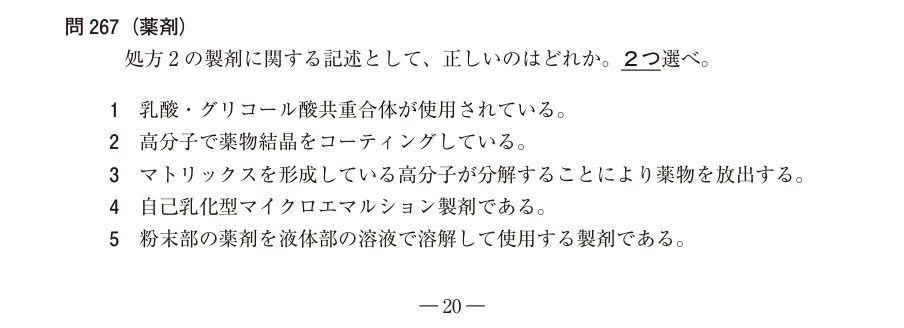 問 267（薬剤）
処方２の製剤に関する記述として、正しいのはどれか。２つ選べ。
1 乳酸・グリコール酸共重合体が使用されている。
2 高分子で薬物結晶をコーティングしている。
3 マトリックスを形成している高分子が分解することにより薬物を放出する。
4 自己乳化型マイクロエマルション製剤である。
5 粉末部の薬剤を液体部の溶液で溶解して使用する製剤である。
― 20 ―